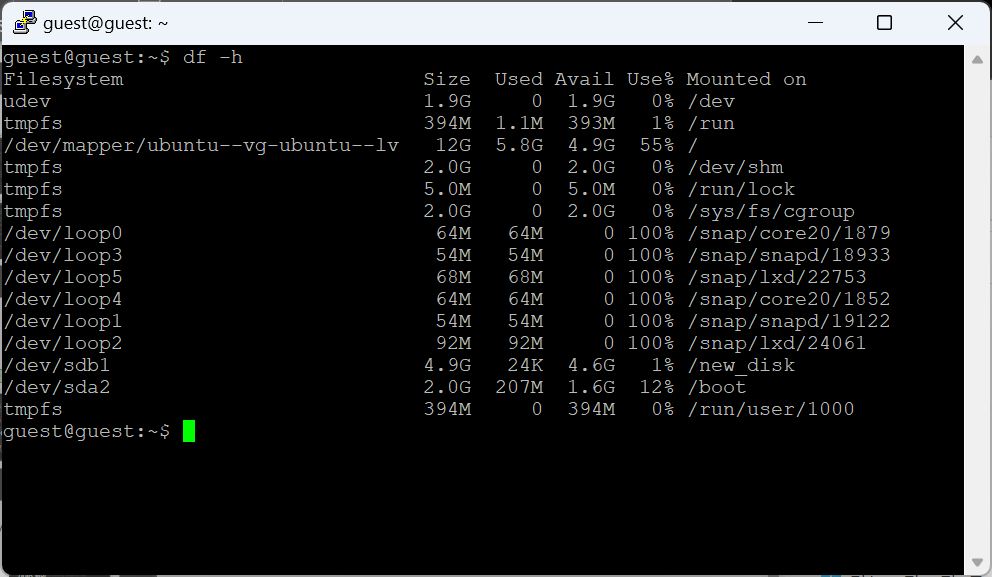 guest@guest: ~
guest@guest:~$ df -h
Filesystem                         Size  Used Avail Use% Mounted on
udev                               1.9G     0  1.9G   0% /dev
tmpfs                              394M  1.1M  393M   1% /run
/dev/mapper/ubuntu--vg-ubuntu--lv   12G  5.8G  4.9G  55% /
tmpfs                              2.0G     0  2.0G   0% /dev/shm
tmpfs                              5.0M     0  5.0M   0% /run/lock
tmpfs                              2.0G     0  2.0G   0% /sys/fs/cgroup
/dev/loop0                          64M   64M     0 100% /snap/core20/1879
/dev/loop3                          54M   54M     0 100% /snap/snapd/18933
/dev/loop5                          68M   68M     0 100% /snap/lxd/22753
/dev/loop4                          64M   64M     0 100% /snap/core20/1852
/dev/loop1                          54M   54M     0 100% /snap/snapd/19122
/dev/loop2                          92M   92M     0 100% /snap/lxd/24061
/dev/sdb1                          4.9G   24K  4.6G   1% /new_disk
/dev/sda2                          2.0G  207M  1.6G  12% /boot
tmpfs                              394M     0  394M   0% /run/user/1000
guest@guest:~$